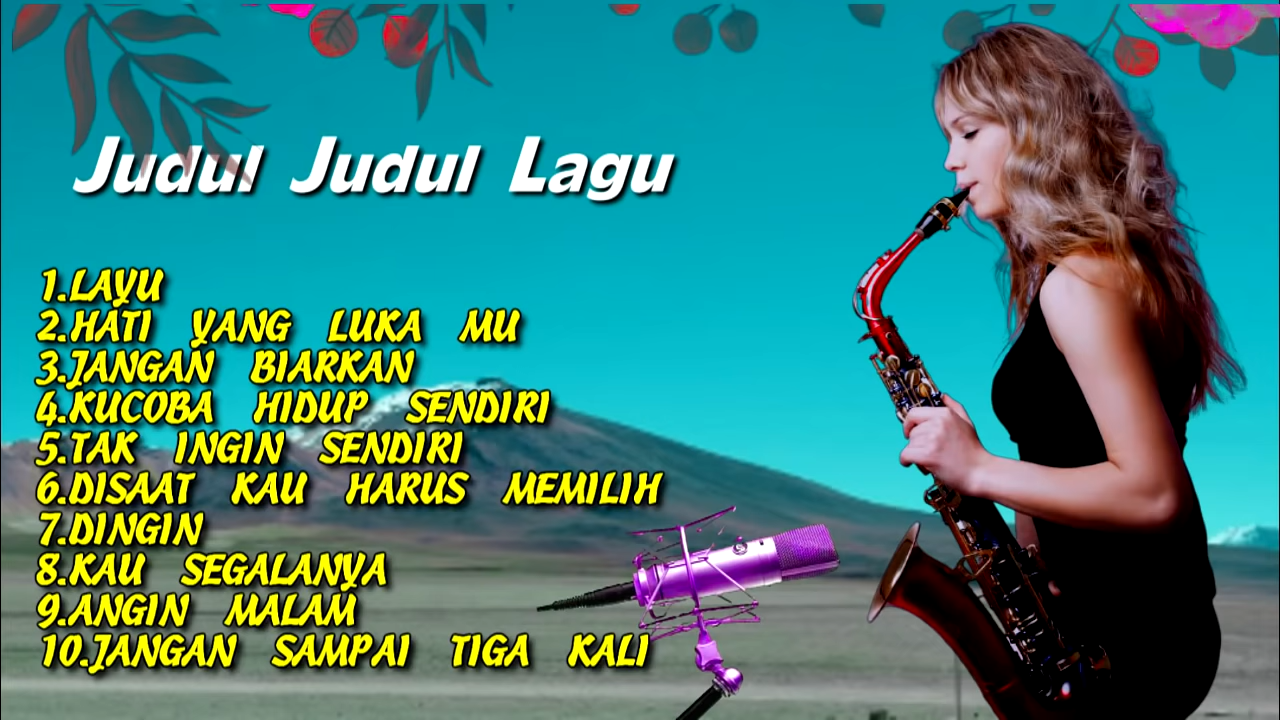 Judul Judul Lagu
1.LAYU
2.HATI YANG LUKA MU
3.JANGAN BIARKAN
4.KUCOBA HIDUP SENDIRI
5.TAK INGIN SENDIRI
6.DISAAT KAU HARUS MEMILIH
7.DINGIN
8.KAU SEGALANYA
9.ANGIN MALAM
10.JANGAN SAMPAI TIGA KALI